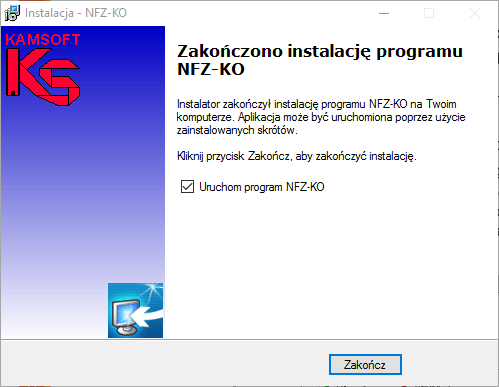 Instalacja - NFZ-KO
KAMSOFT
KS
Zakończono instalację programu
NFZ-KO
Instalator zakończył instalację programu NFZ-KO na Twoim
komputerze. Aplikacja może być uruchomiona poprzez użycie
zainstalowanych skrótów.
Kliknij przycisk Zakończ, aby zakończyć instalację.
Uruchom program NFZ-KO
Zakończ